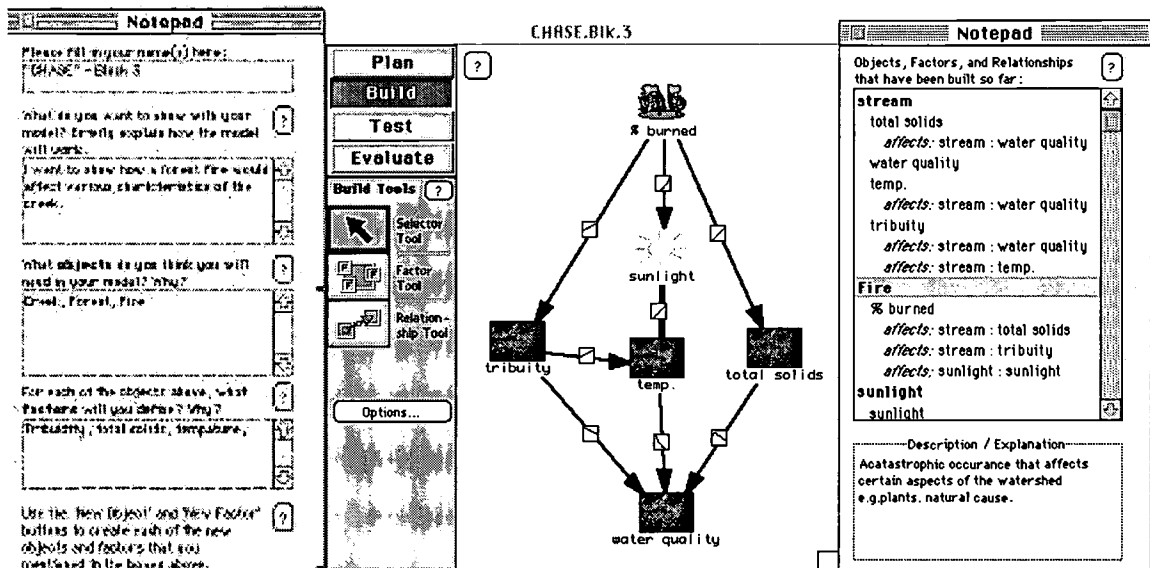 Notepad
Please fill in your name(s) here:
"CHASE" - Blk 3
What do you want to show with your
model? Briefly explain how the model
will work.
I want to show how a forest fire would
affect various charicteristics of the
creek.
What objects do you think you will
need in your model? Why?
Creek, Forest, Fire
For each of the objects above, what
factors will you define? Why?
total solids,
Use the 'New Object' and 'New Factor'
buttons to create each of the new
objects and factors that you
mentioned in the boxes above.
Plan
Build
Test
Evaluate
Build Tools ?
Selector
Tool
Factor
Tool
Relation-
ship Tool
Options...
CHASE.Blk.3
?
% burned
sunlight
tribuity
temp.
total solids
water quality
Notepad
Objects, Factors, and Relationships
that have been built so far:
?
stream
total solids
affects: stream : water quality
water quality
temp.
affects: stream : water quality
tribuity
affects: stream : water quality
affects: stream : temp.
Fire
% burned
affects: stream : total solids
affects: stream : tribuity
affects: sunlight : sunlight
sunlight
sunlight
Description / Explanation
Acatastrophic occurance that affects
certain aspects of the watershed
e.g.plants. natural cause.